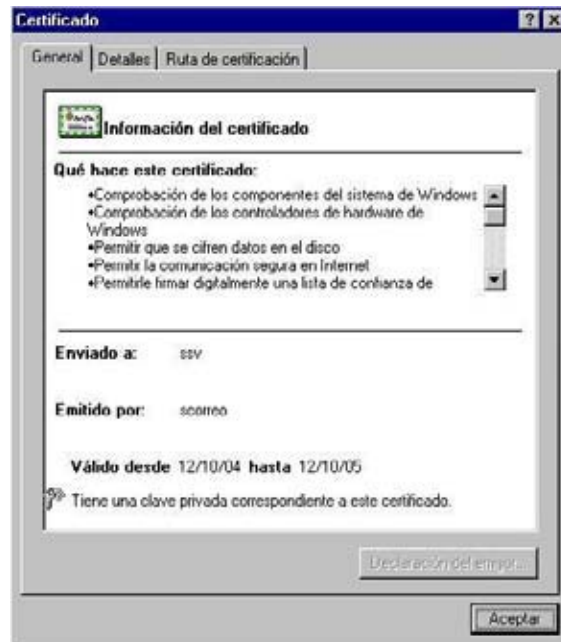 Certificado
General Detalles Ruta de certificación
Información del certificado
Qué hace este certificado:
•Comprobación de los componentes del sistema de Windows
•Comprobación de los controladores de hardware de
Windows
•Permitir que se cifren datos en el disco
•Permitir la comunicación segura en Internet
•Permitirle firmar digitalmente una lista de confianza de
Enviado a: ssv
Emitido por: scorreo
Válido desde 12/10/04 hasta 12/10/05
Tiene una clave privada correspondiente a este certificado.
Declaración del emisor...
Aceptar